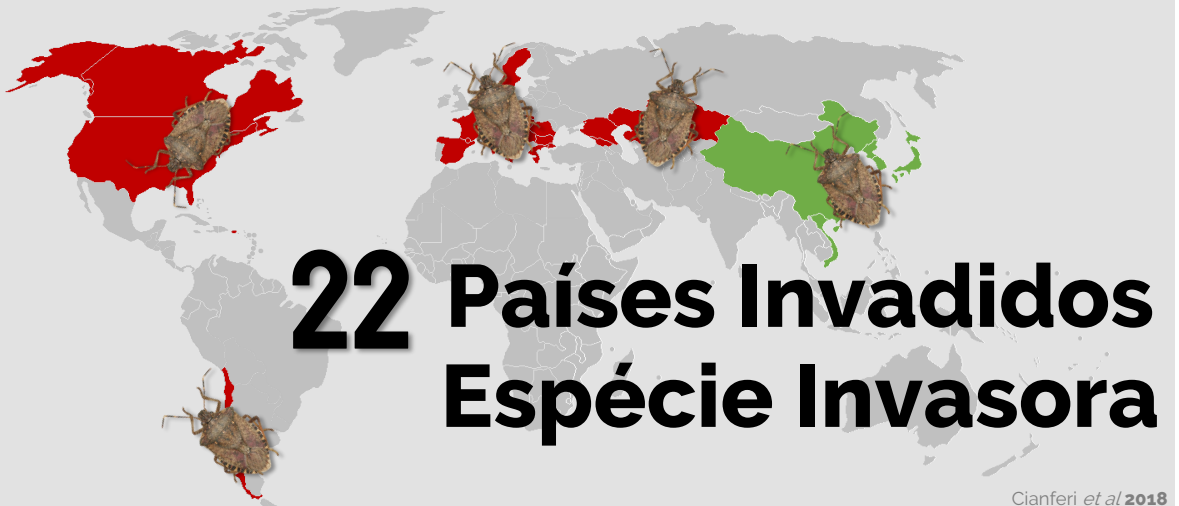 22 Países Invadidos
Espécie Invasora
Cianferi et al 2018